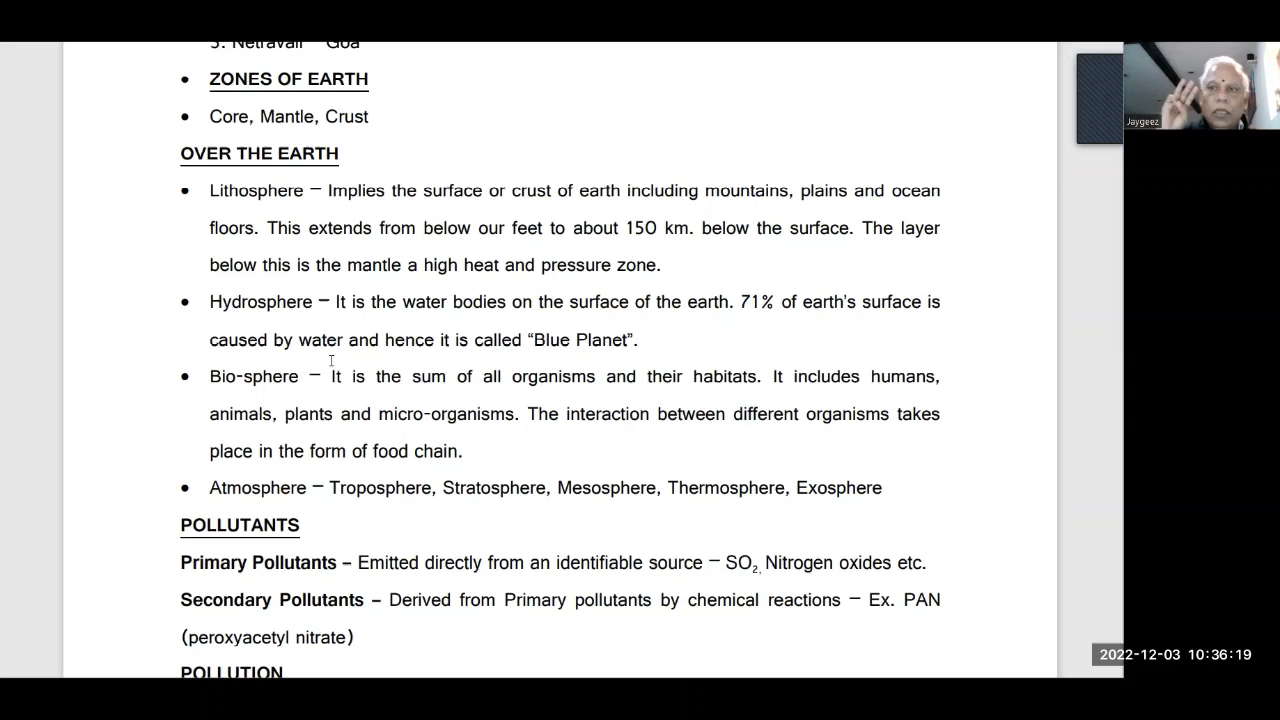 3. Netravali – Goa
• ZONES OF EARTH
• Core, Mantle, Crust
OVER THE EARTH
• Lithosphere – Implies the surface or crust of earth including mountains, plains and ocean
floors. This extends from below our feet to about 150 km. below the surface. The layer
below this is the mantle a high heat and pressure zone.
• Hydrosphere – It is the water bodies on the surface of the earth. 71% of earth's surface is
caused by water and hence it is called “Blue Planet”.
• Bio-sphere – It is the sum of all organisms and their habitats. It includes humans,
animals, plants and micro-organisms. The interaction between different organisms takes
place in the form of food chain.
• Atmosphere – Troposphere, Stratosphere, Mesosphere, Thermosphere, Exosphere
POLLUTANTS
Primary Pollutants – Emitted directly from an identifiable source – SO₂, Nitrogen oxides etc.
Secondary Pollutants – Derived from Primary pollutants by chemical reactions – Ex. PAN
(peroxyacetyl nitrate)
POLLUTION
Jaygeez
2022-12-03 10:36:19